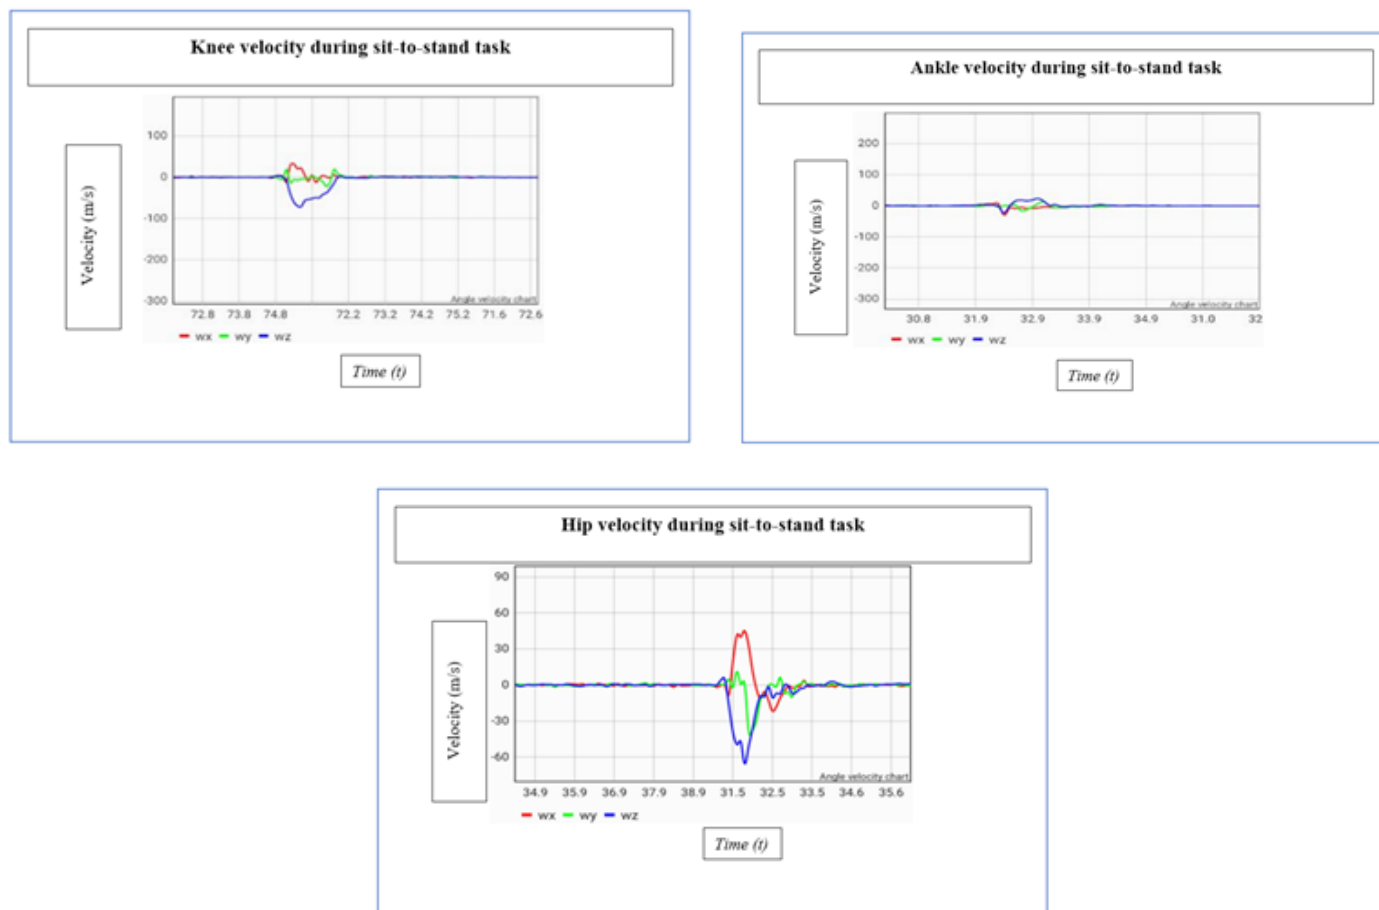 Knee velocity during sit-to-stand task
Velocity (m/s)
100
0
-100
-200
-300
Angle velocity chart
72.8 73.8 74.8 72.2 73.2 74.2 75.2 71.6 72.6
wx wy wz
Time (t)
Ankle velocity during sit-to-stand task
Velocity (m/s)
200
100
0
-100
-200
-300
Angle velocity chart
30.8 31.9 32.9 33.9 34.9 31.0 32
wx wy wz
Time (t)
Hip velocity during sit-to-stand task
Velocity (m/s)
90
60
30
0
-30
-60
Angle velocity chart
34.9 35.9 36.9 37.9 38.9 31.5 32.5 33.5 34.6 35.6
wx wy wz
Time (t)